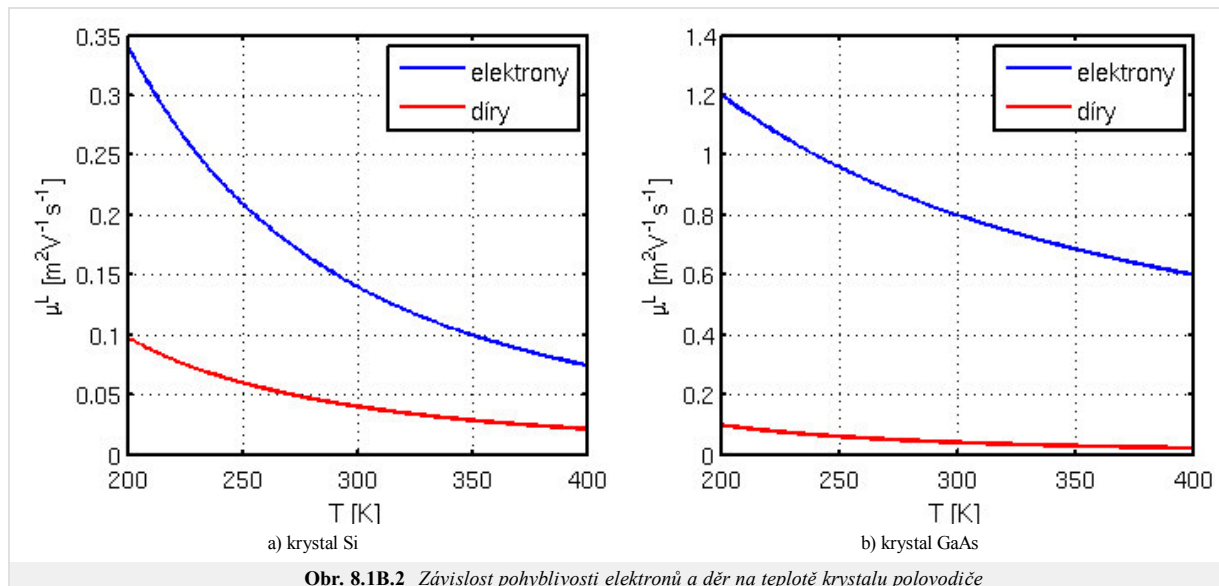 0.35
0.3
0.25
0.2
0.15
0.1
0.05
0
200 250 300 350 400
μᴸ [m²V⁻¹s⁻¹]
T [K]
elektrony
díry
a) krystal Si
1.4
1.2
1
0.8
0.6
0.4
0.2
0
200 250 300 350 400
μᴸ [m²V⁻¹s⁻¹]
T [K]
elektrony
díry
b) krystal GaAs
Obr. 8.1B.2 Závislost pohyblivosti elektronů a děr na teplotě krystalu polovodiče